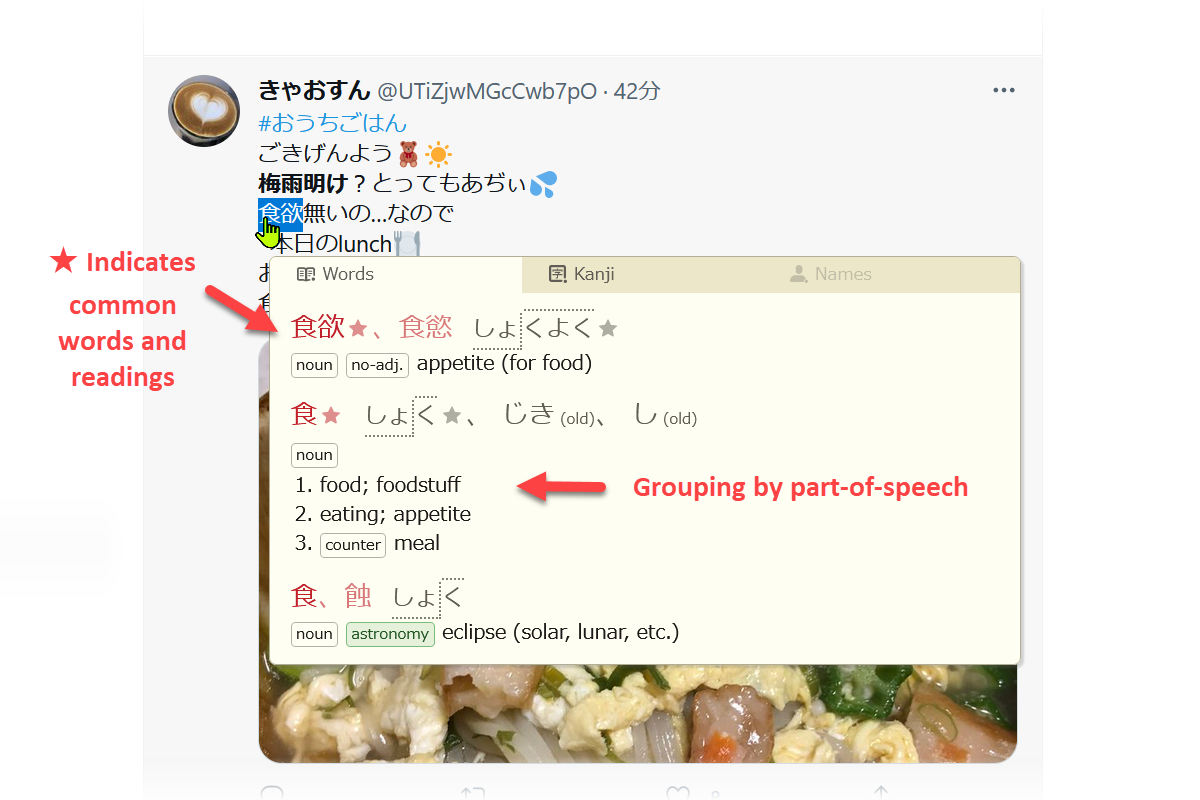 きゃおすん @UTiZjwMGcCwb7pO · 42分
#おうちごはん
ごきげんよう🧸☀️
梅雨明け？とってもあぢぃ💦
食欲無いの…なので
本日のlunch🍽️
お
★ Indicates
common
words and
readings
Words Kanji Names
食欲★、食慾 しょくよく★
noun no-adj. appetite (for food)
食★ しょく★、じき (old)、し (old)
noun
1. food; foodstuff
2. eating; appetite
3. counter meal
Grouping by part-of-speech
食、蝕 しょく
noun astronomy eclipse (solar, lunar, etc.)